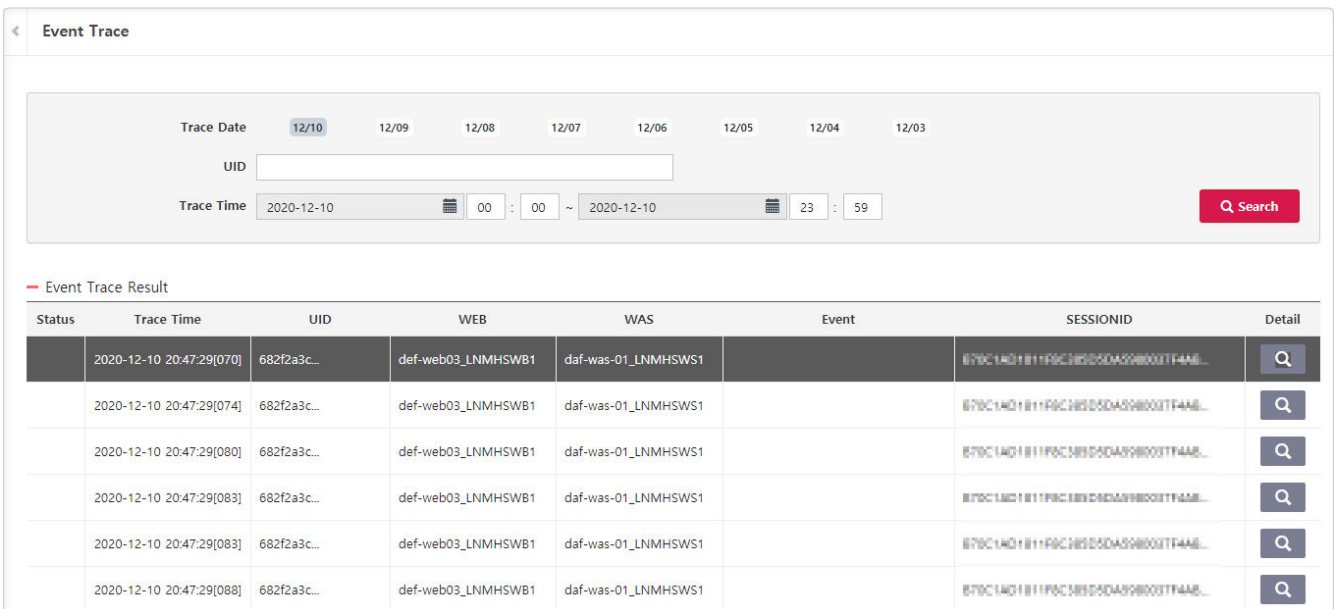 Event Trace
Trace Date 12/10 12/09 12/08 12/07 12/06 12/05 12/04 12/03
UID
Trace Time 2020-12-10 00 : 00 ~ 2020-12-10 23 : 59 Search
Event Trace Result
Status Trace Time UID WEB WAS Event SESSIONID Detail
2020-12-10 20:47:29[070] 682f2a3c... def-web03_LNMHSWB1 daf-was-01_LNMHSWS1
2020-12-10 20:47:29[074] 682f2a3c... def-web03_LNMHSWB1 daf-was-01_LNMHSWS1
2020-12-10 20:47:29[080] 682f2a3c... def-web03_LNMHSWB1 daf-was-01_LNMHSWS1
2020-12-10 20:47:29[083] 682f2a3c... def-web03_LNMHSWB1 daf-was-01_LNMHSWS1
2020-12-10 20:47:29[083] 682f2a3c... def-web03_LNMHSWB1 daf-was-01_LNMHSWS1
2020-12-10 20:47:29[088] 682f2a3c... def-web03_LNMHSWB1 daf-was-01_LNMHSWS1